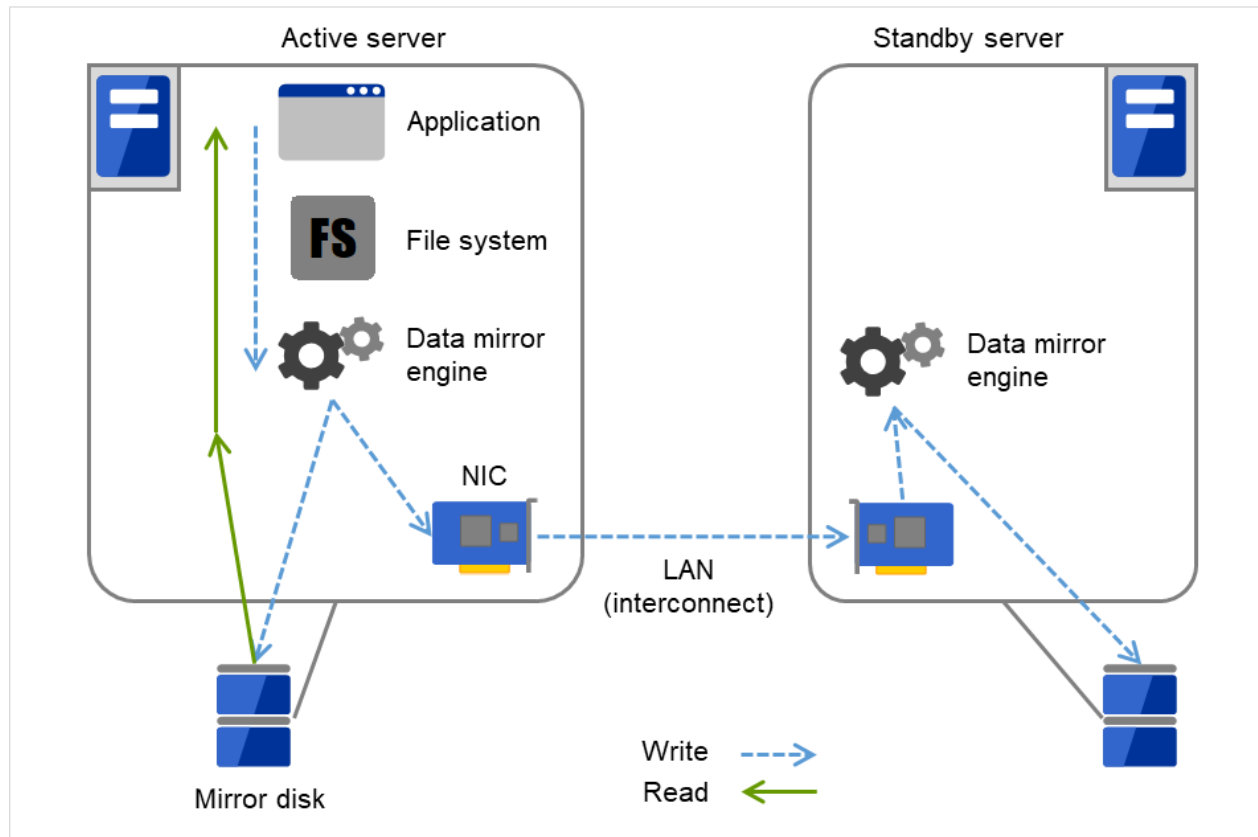 Active server
Standby server
Application
FS
File system
Data mirror
engine
Data mirror
engine
NIC
LAN
(interconnect)
Write
Read
Mirror disk